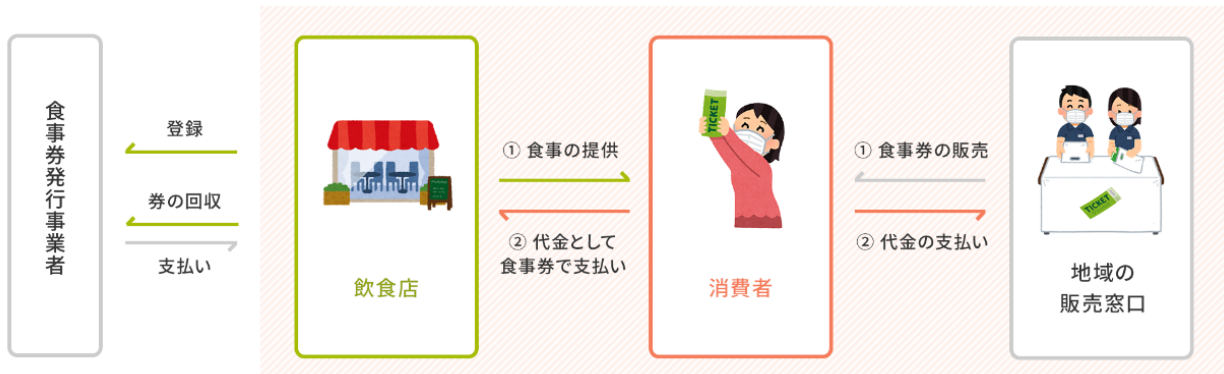 食事券発行事業者
登録
券の回収
支払い
飲食店
① 食事の提供
② 代金として
食事券で支払い
TICKET
消費者
① 食事券の販売
② 代金の支払い
TICKET
地域の
販売窓口